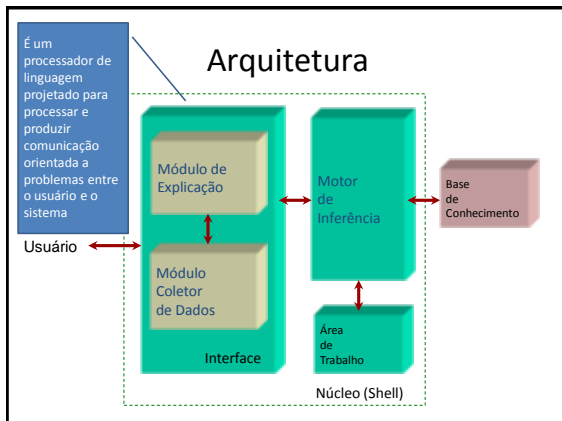 Arquitetura
É um
processador de
linguagem
projetado para
processar e
produzir
comunicação
orientada a
problemas entre
o usuário e o
sistema
Usuário
Módulo de
Explicação
Módulo
Coletor
de Dados
Interface
Motor
de
Inferência
Área
de
Trabalho
Núcleo (Shell)
Base
de
Conhecimento